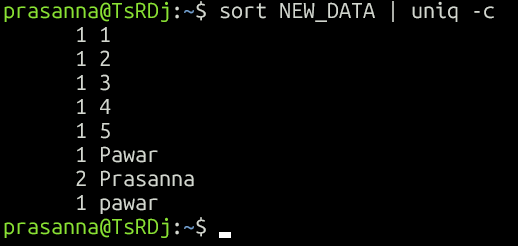 prasanna@TsRDj:~$ sort NEW_DATA | uniq -c
      1 1
      1 2
      1 3
      1 4
      1 5
      1 Pawar
      2 Prasanna
      1 pawar
prasanna@TsRDj:~$